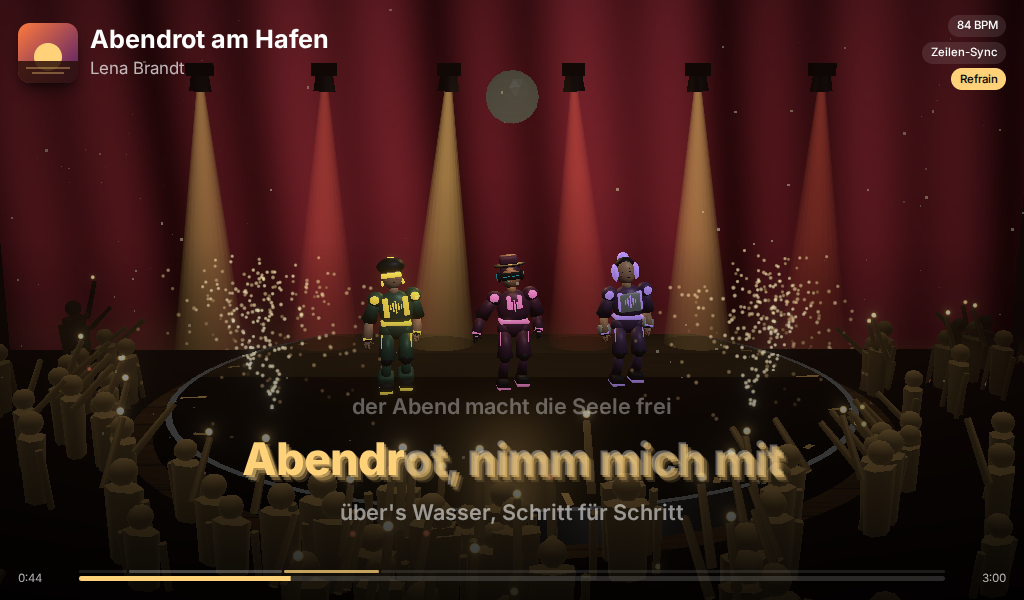 Abendrot am Hafen
Lena Brandt
84 BPM
Zeilen-Sync
Refrain
der Abend macht die Seele frei
Abendrot, nimm mich mit
über's Wasser, Schritt für Schritt
0:44
3:00